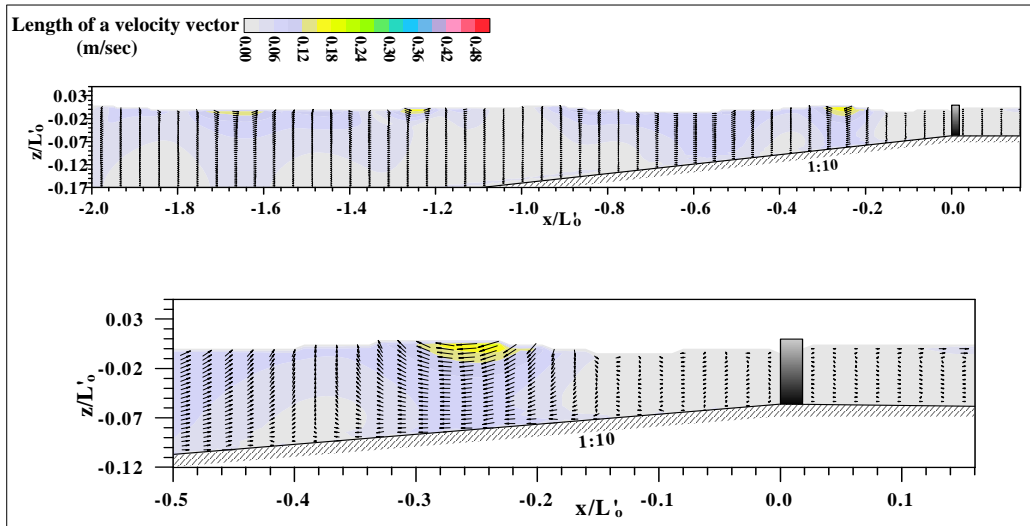 Length of a velocity vector
(m/sec)
0.00 0.06 0.12 0.18 0.24 0.30 0.36 0.42 0.48
z/L'o
0.03
-0.02
-0.07
-0.12
-0.17
1:10
-2.0 -1.8 -1.6 -1.4 -1.2 -1.0 -0.8 -0.6 -0.4 -0.2 0.0
x/L'o
z/L'o
0.03
-0.02
-0.07
-0.12
1:10
-0.5 -0.4 -0.3 -0.2 -0.1 0.0 0.1
x/L'o